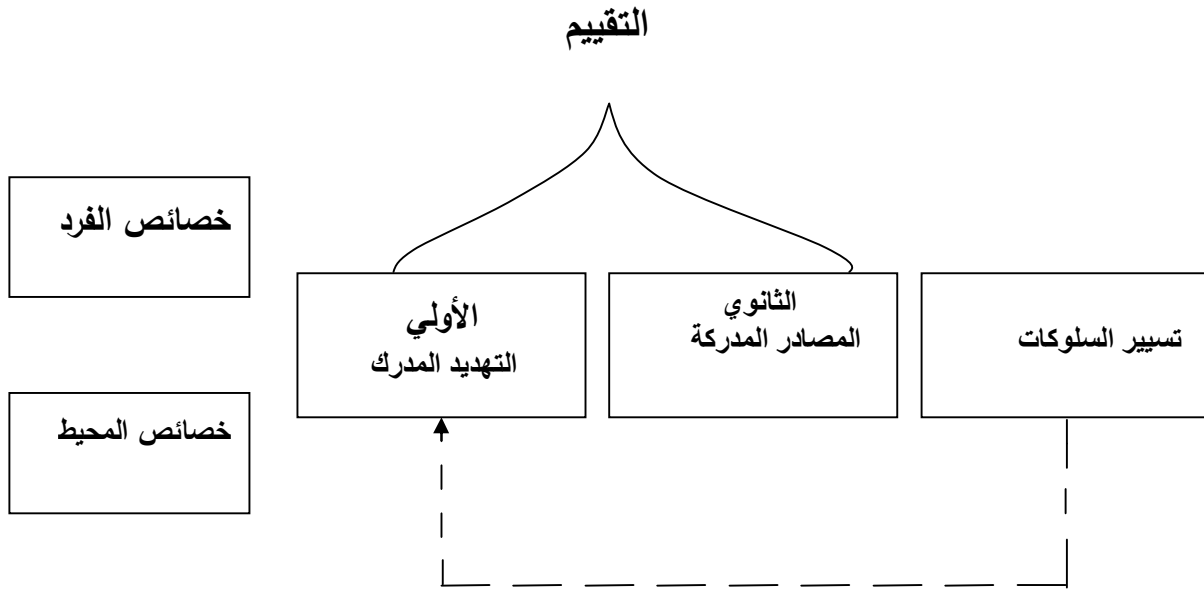 التقييم
خصائص الفرد
الأولي
التهديد المدرك
الثانوي
المصادر المدركة
تسيير السلوكات
خصائص المحيط